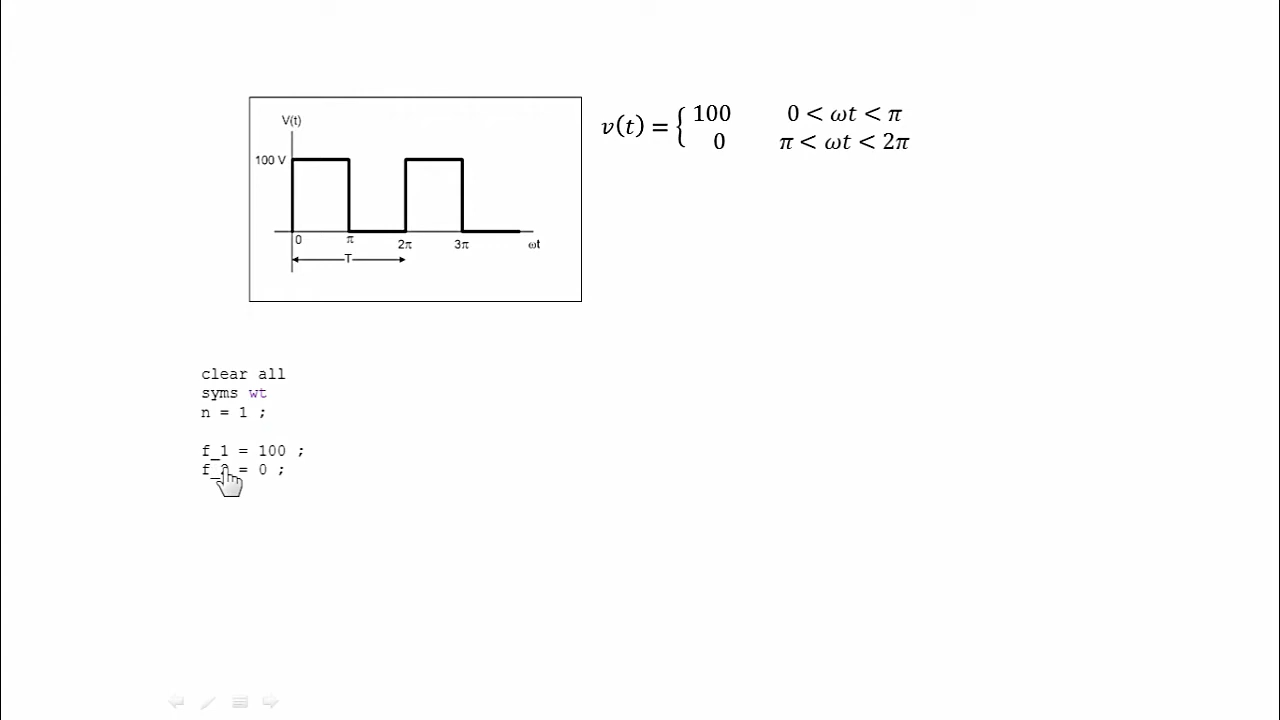 V(t)
100 V
0 π 2π 3π ωt
T
v(t) = { 100 0 < ωt < π
0 π < ωt < 2π
clear all
syms wt
n = 1 ;
f_1 = 100 ;
= 0 ;